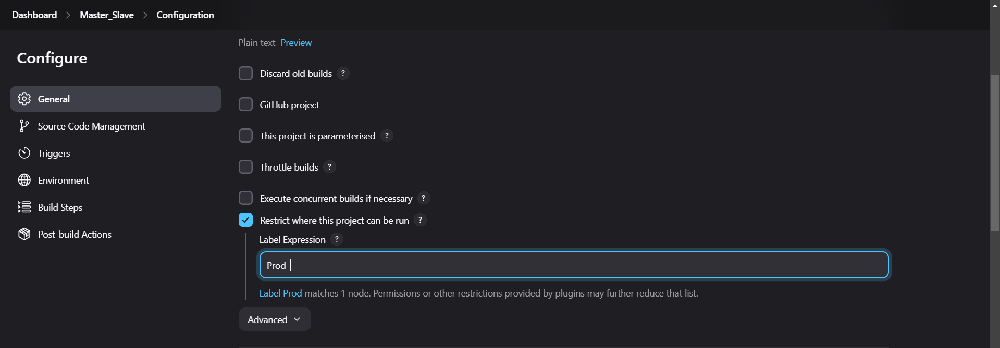 Dashboard > Master_Slave > Configuration
Configure
General
Source Code Management
Triggers
Environment
Build Steps
Post-build Actions
Plain text Preview
Discard old builds ?
GitHub project
This project is parameterised ?
Throttle builds ?
Execute concurrent builds if necessary ?
Restrict where this project can be run ?
Label Expression ?
Prod
Label Prod matches 1 node. Permissions or other restrictions provided by plugins may further reduce that list.
Advanced